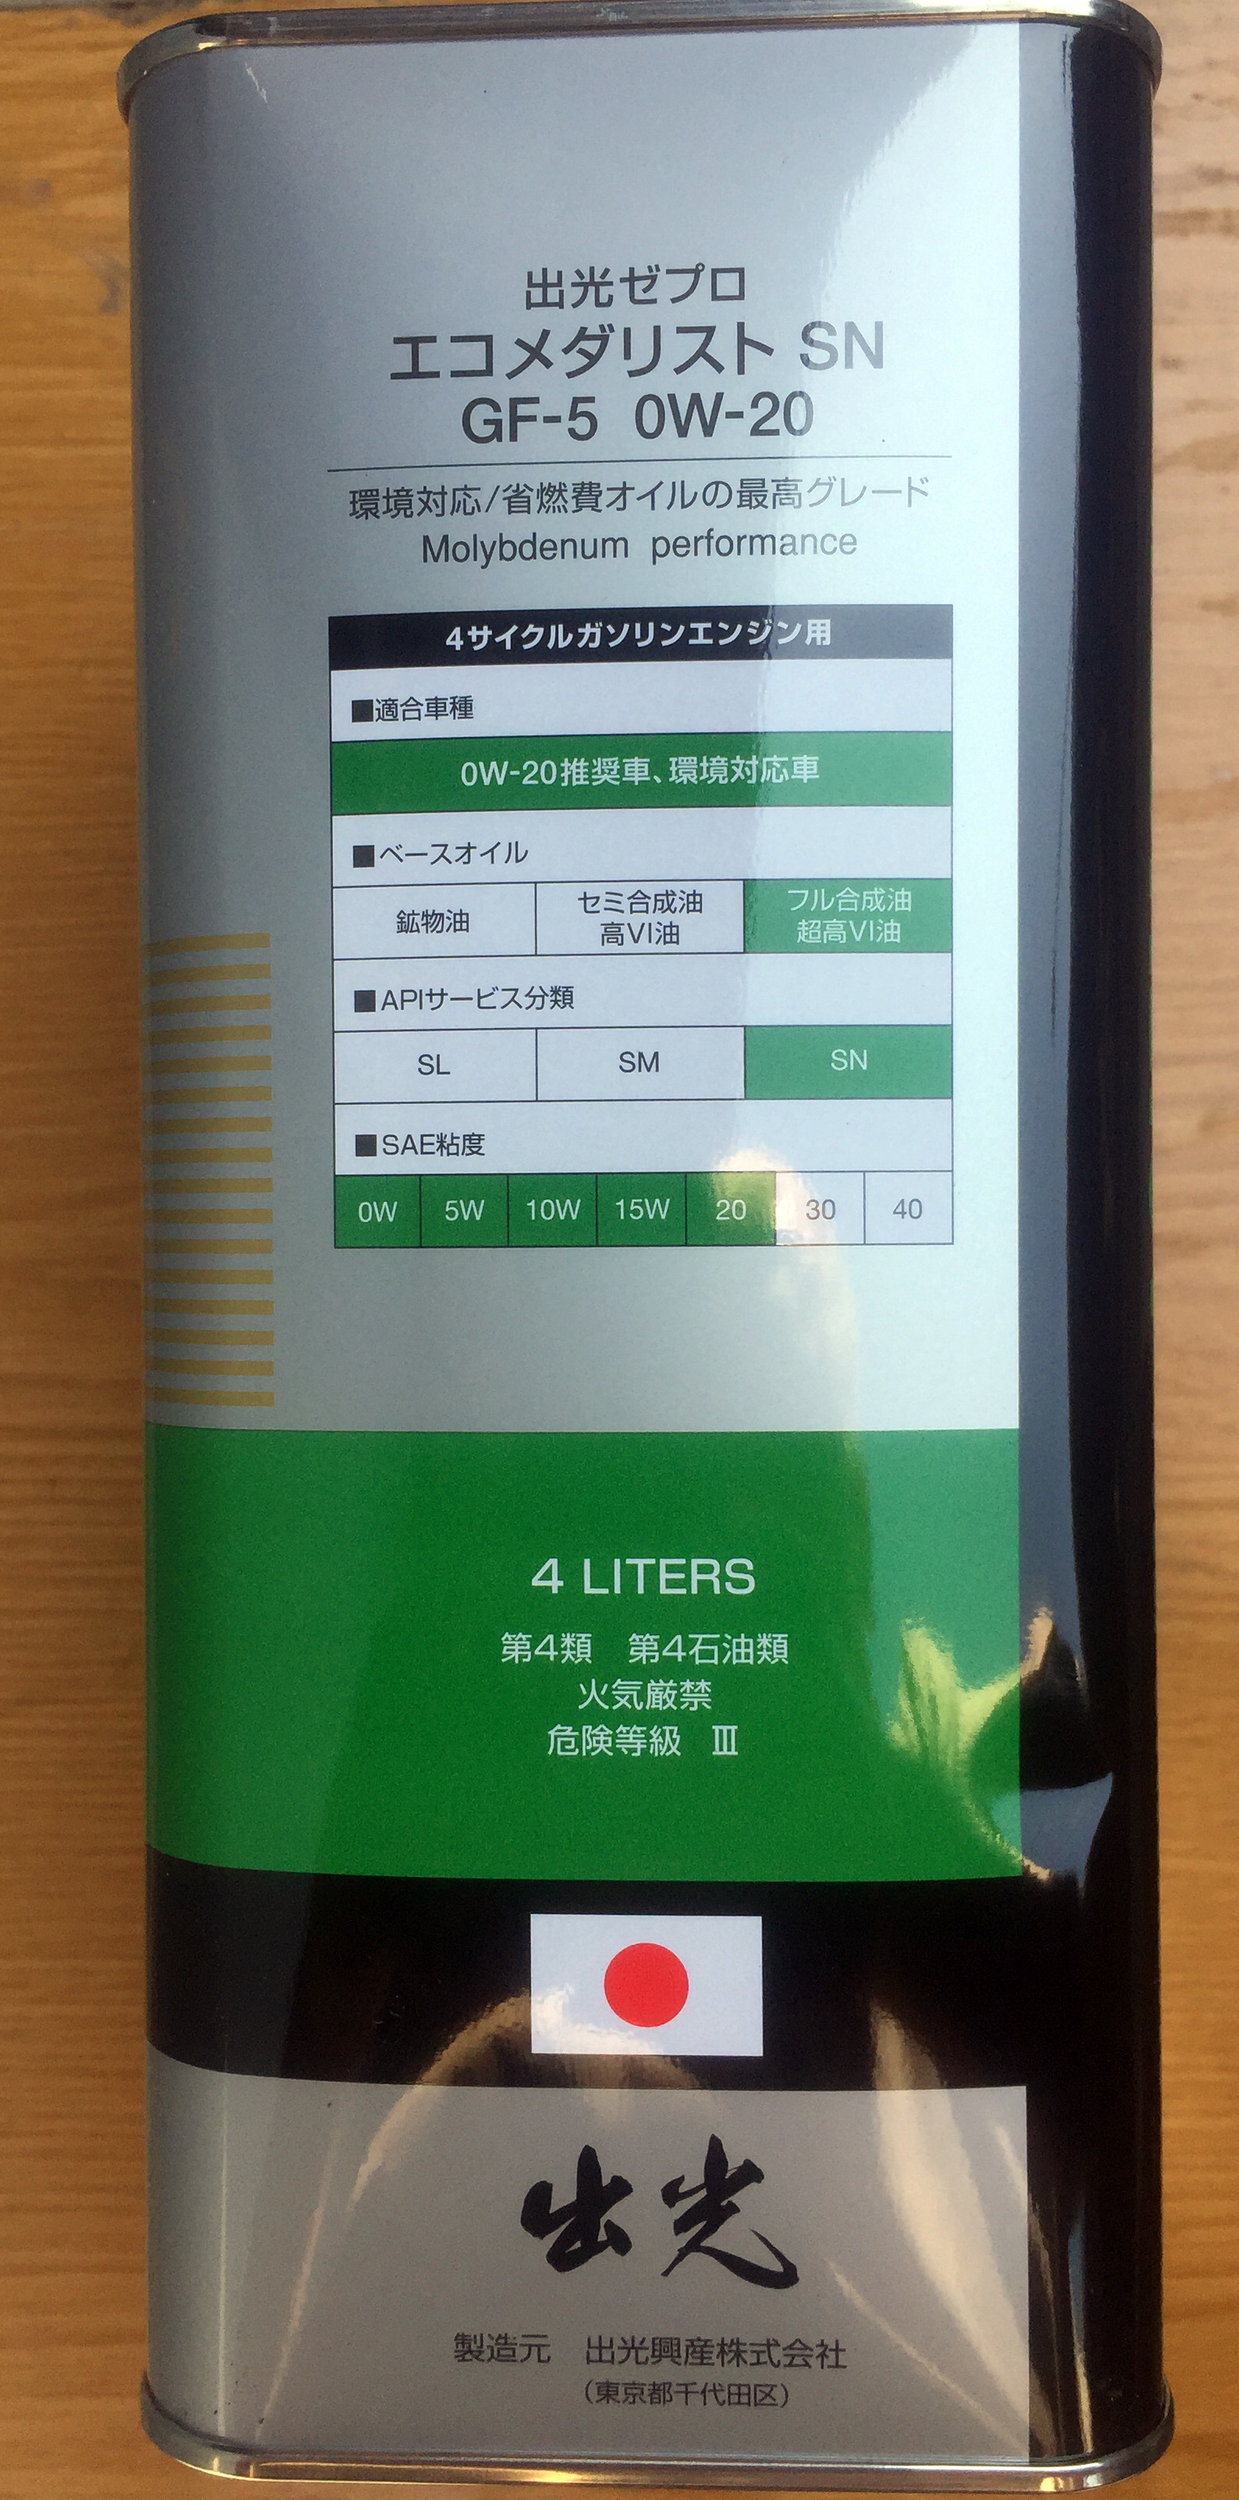 出光ゼプロ
エコメダリスト SN
GF-5 0W-20
環境対応/省燃費オイルの最高グレード
Molybdenum performance
4サイクルガソリンエンジン用
■適合車種
0W-20推奨車、環境対応車
■ベースオイル
鉱物油 セミ合成油 フル合成油
高VI油 超高VI油
■APIサービス分類
SL SM SN
■SAE粘度
0W 5W 10W 15W 20 30 40
4 LITERS
第4類 第4石油類
火気厳禁
危険等級 Ⅲ
出光
製造元 出光興産株式会社
(東京都千代田区)